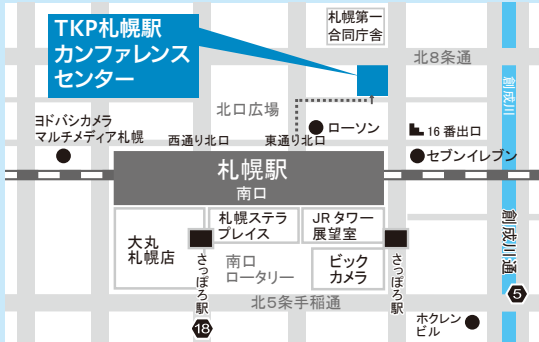 札幌第一
合同庁舎
TKP札幌駅
カンファレンス
センター
北8条通
創成川
北口広場
ヨドバシカメラ
マルチメディア札幌
西通り北口
東通り北口
ローソン
16番出口
セブンイレブン
札幌駅
南口
大丸
札幌店
札幌ステラ
プレイス
JRタワー
展望室
さっぽろ駅
南口
ロータリー
ビック
カメラ
さっぽろ駅
創成川通
5
北5条手稲通
18
ホクレン
ビル